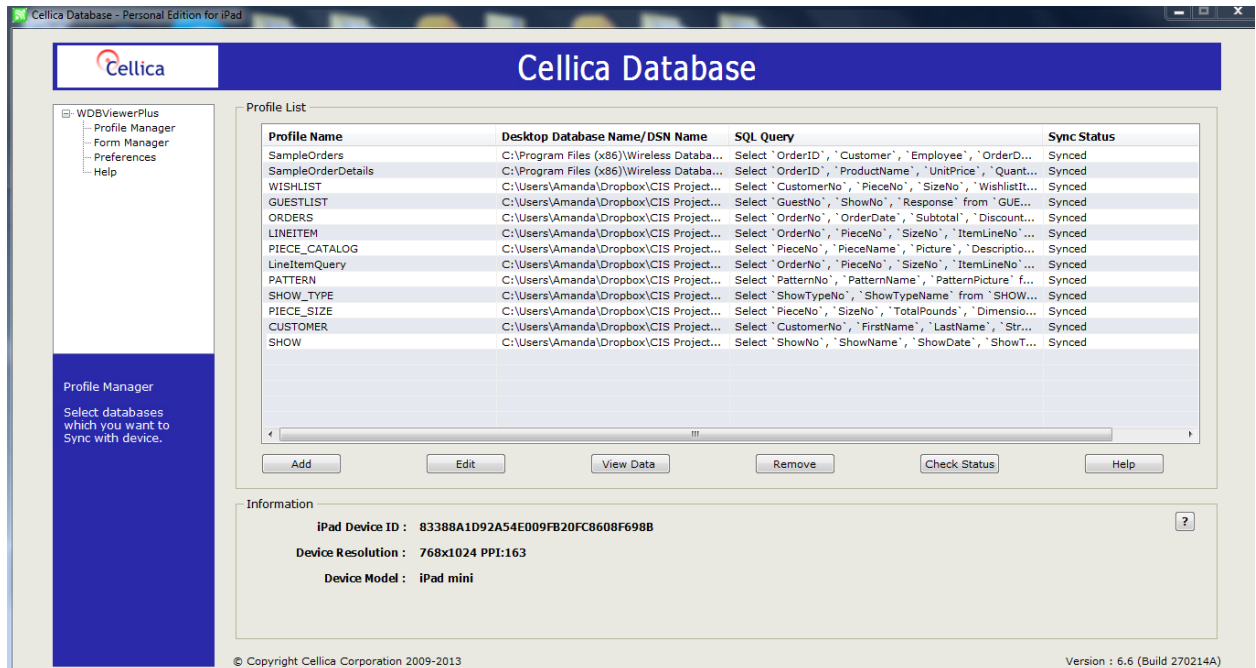 Cellica Database - Personal Edition for iPad
Cellica
Cellica Database
WDBViewerPlus
Profile Manager
Form Manager
Preferences
Help
Profile Manager
Select databases
which you want to
Sync with device.
Profile List
Profile Name Desktop Database Name/DSN Name SQL Query Sync Status
SampleOrders C:\Program Files (x86)\Wireless Databa... Select `OrderID`, `Customer`, `Employee`, `OrderD... Synced
SampleOrderDetails C:\Program Files (x86)\Wireless Databa... Select `OrderID`, `ProductName`, `UnitPrice`, `Quant... Synced
WISHLIST C:\Users\Amanda\Dropbox\CIS Project... Select `CustomerNo`, `PieceNo`, `SizeNo`, `WishlistIt... Synced
GUESTLIST C:\Users\Amanda\Dropbox\CIS Project... Select `GuestNo`, `ShowNo`, `Response` from `GUE... Synced
ORDERS C:\Users\Amanda\Dropbox\CIS Project... Select `OrderNo`, `OrderDate`, `Subtotal`, `Discount... Synced
LINEITEM C:\Users\Amanda\Dropbox\CIS Project... Select `OrderNo`, `PieceNo`, `SizeNo`, `ItemLineNo`... Synced
PIECE_CATALOG C:\Users\Amanda\Dropbox\CIS Project... Select `PieceNo`, `PieceName`, `Picture`, `Descriptio... Synced
LineItemQuery C:\Users\Amanda\Dropbox\CIS Project... Select `OrderNo`, `PieceNo`, `SizeNo`, `ItemLineNo`... Synced
PATTERN C:\Users\Amanda\Dropbox\CIS Project... Select `PatternNo`, `PatternName`, `PatternPicture` f... Synced
SHOW_TYPE C:\Users\Amanda\Dropbox\CIS Project... Select `ShowTypeNo`, `ShowTypeName` from `SHOW... Synced
PIECE_SIZE C:\Users\Amanda\Dropbox\CIS Project... Select `PieceNo`, `SizeNo`, `TotalPounds`, `Dimensio... Synced
CUSTOMER C:\Users\Amanda\Dropbox\CIS Project... Select `CustomerNo`, `FirstName`, `LastName`, `Str... Synced
SHOW C:\Users\Amanda\Dropbox\CIS Project... Select `ShowNo`, `ShowName`, `ShowDate`, `ShowT... Synced
Add Edit View Data Remove Check Status Help
Information
iPad Device ID : 83388A1D92A54E009FB20FC8608F698B
?
Device Resolution : 768x1024 PPI:163
Device Model : iPad mini
© Copyright Cellica Corporation 2009-2013
Version : 6.6 (Build 270214A)